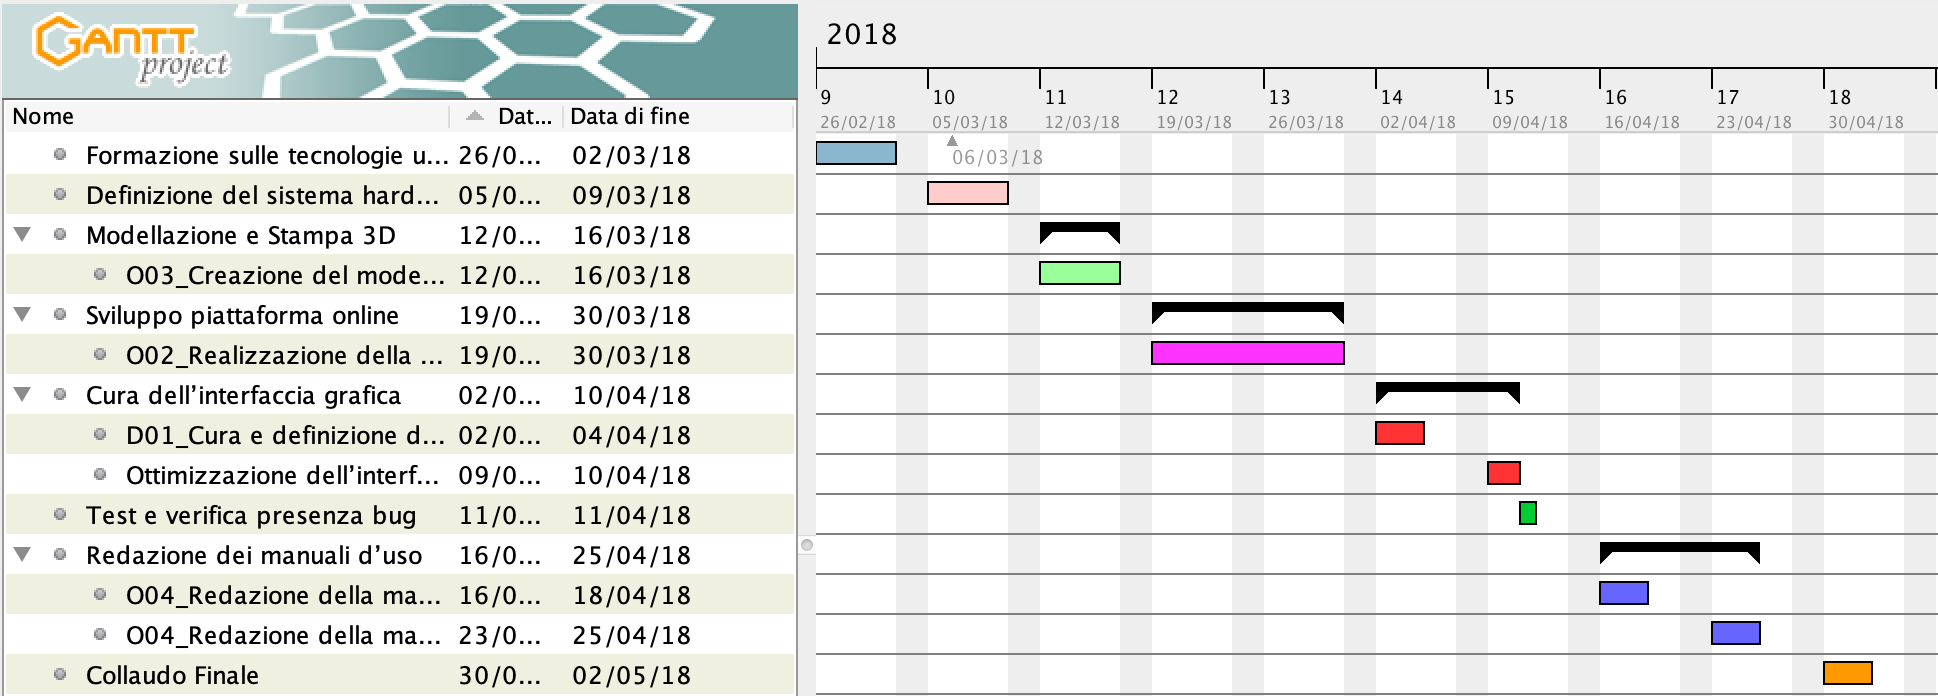 GANTT
project
2018
9 10 11 12 13 14 15 16 17 18
26/02/18 05/03/18 12/03/18 19/03/18 26/03/18 02/04/18 09/04/18 16/04/18 23/04/18 30/04/18
Nome Dat... Data di fine
06/03/18
Formazione sulle tecnologie u... 26/0... 02/03/18
Definizione del sistema hard... 05/0... 09/03/18
Modellazione e Stampa 3D 12/0... 16/03/18
O03_Creazione del mode... 12/0... 16/03/18
Sviluppo piattaforma online 19/0... 30/03/18
O02_Realizzazione della ... 19/0... 30/03/18
Cura dell’interfaccia grafica 02/0... 10/04/18
D01_Cura e definizione d... 02/0... 04/04/18
Ottimizzazione dell’interf... 09/0... 10/04/18
Test e verifica presenza bug 11/0... 11/04/18
Redazione dei manuali d’uso 16/0... 25/04/18
O04_Redazione della ma... 16/0... 18/04/18
O04_Redazione della ma... 23/0... 25/04/18
Collaudo Finale 30/0... 02/05/18